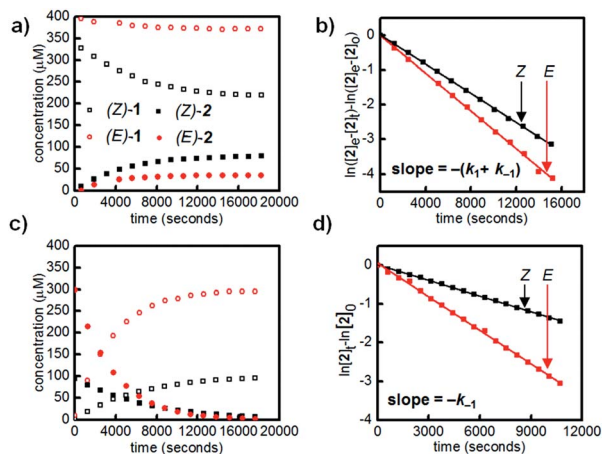 a)
concentration (μM)
400
350
300
250
200
150
100
50
0
(Z)-1
(Z)-2
(E)-1
(E)-2
0 4000 8000 12000 16000 20000
time (seconds)
b)
ln([2]e-[2]t)-ln([2]e-[2]0)
0
-1
-2
-3
-4
Z
E
slope = –(k1+ k–1)
0 4000 8000 12000 16000
time (seconds)
c)
concentration (μM)
400
350
300
250
200
150
100
50
0
0 4000 8000 12000 16000 20000
time (seconds)
d)
ln[2]t-ln[2]0
0
-1
-2
-3
-4
Z
E
slope = –k–1
0 3000 6000 9000 12000
time (seconds)